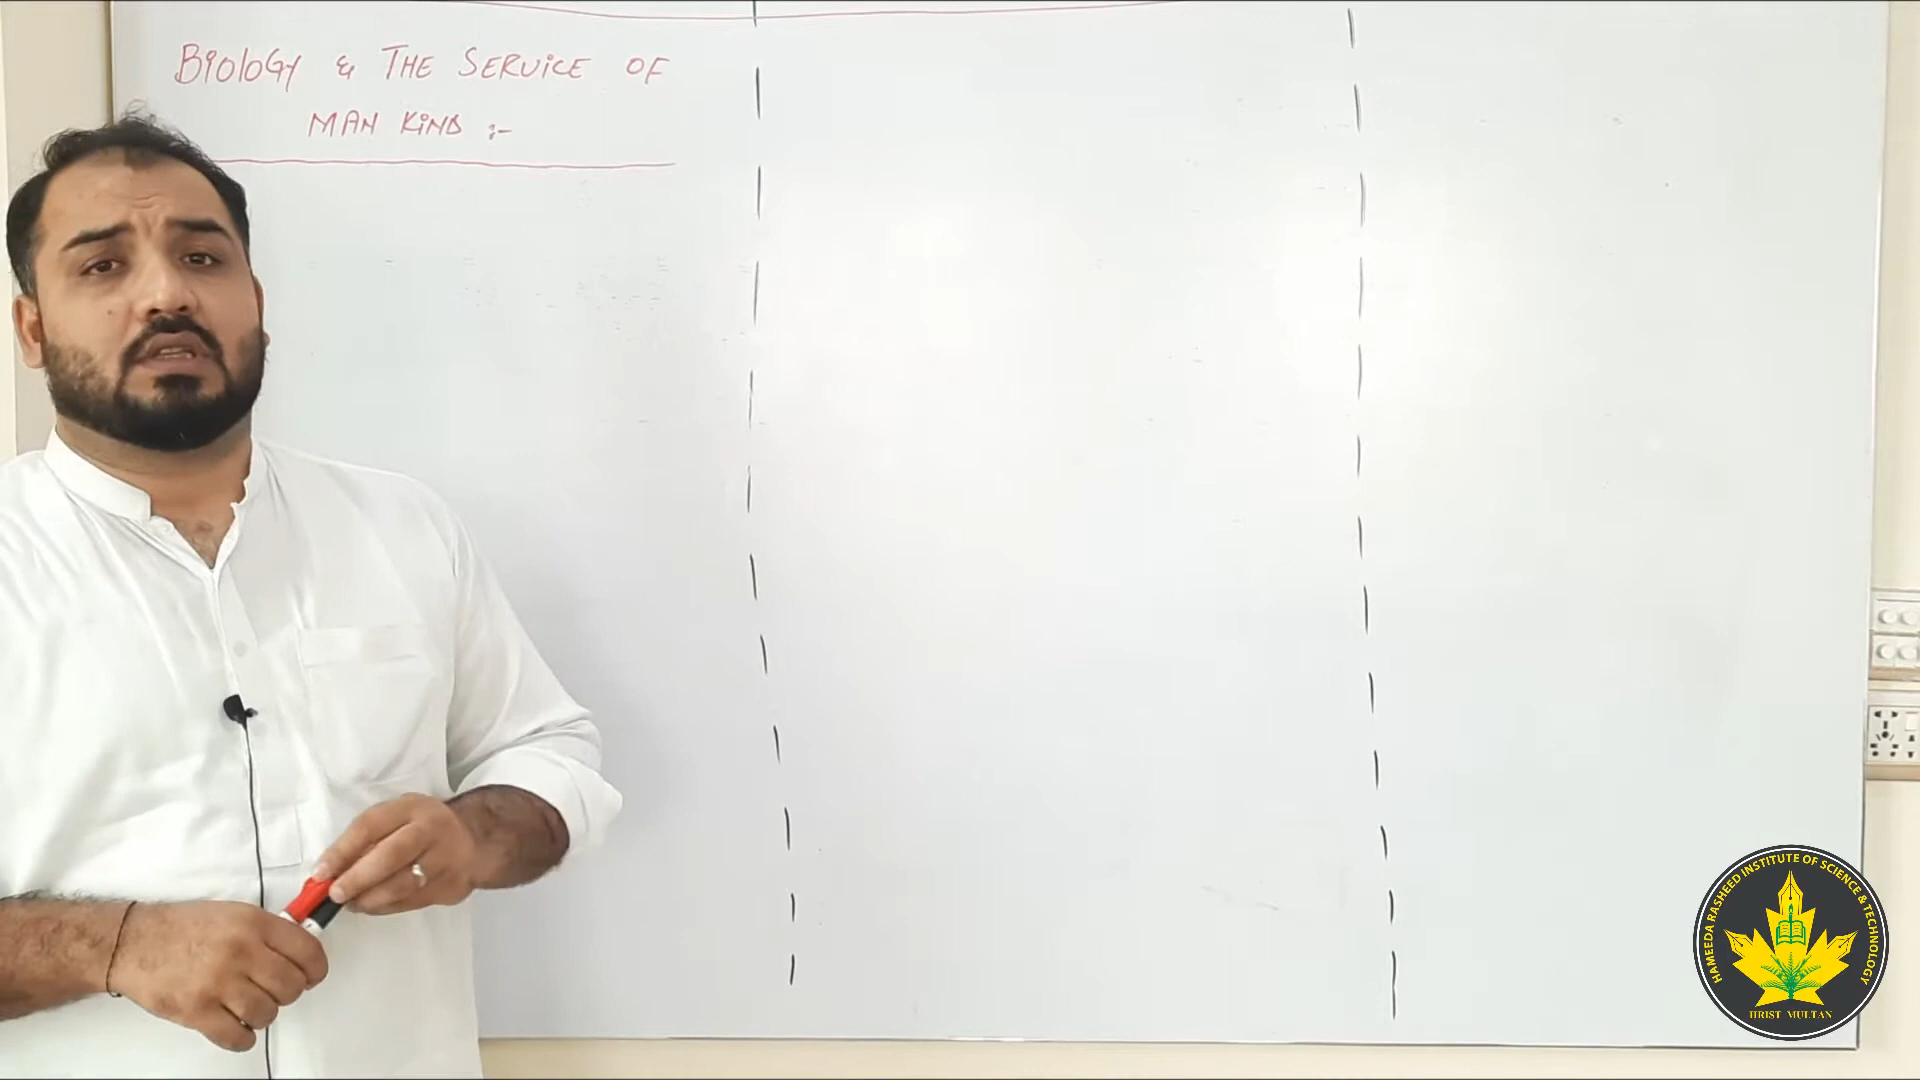 BioloGY & THE SERViCE OF
MAN KiND :-
HAMEEDA RASHEED INSTITUTE OF SCIENCE & TECHNOLOGY
HRIST MULTAN